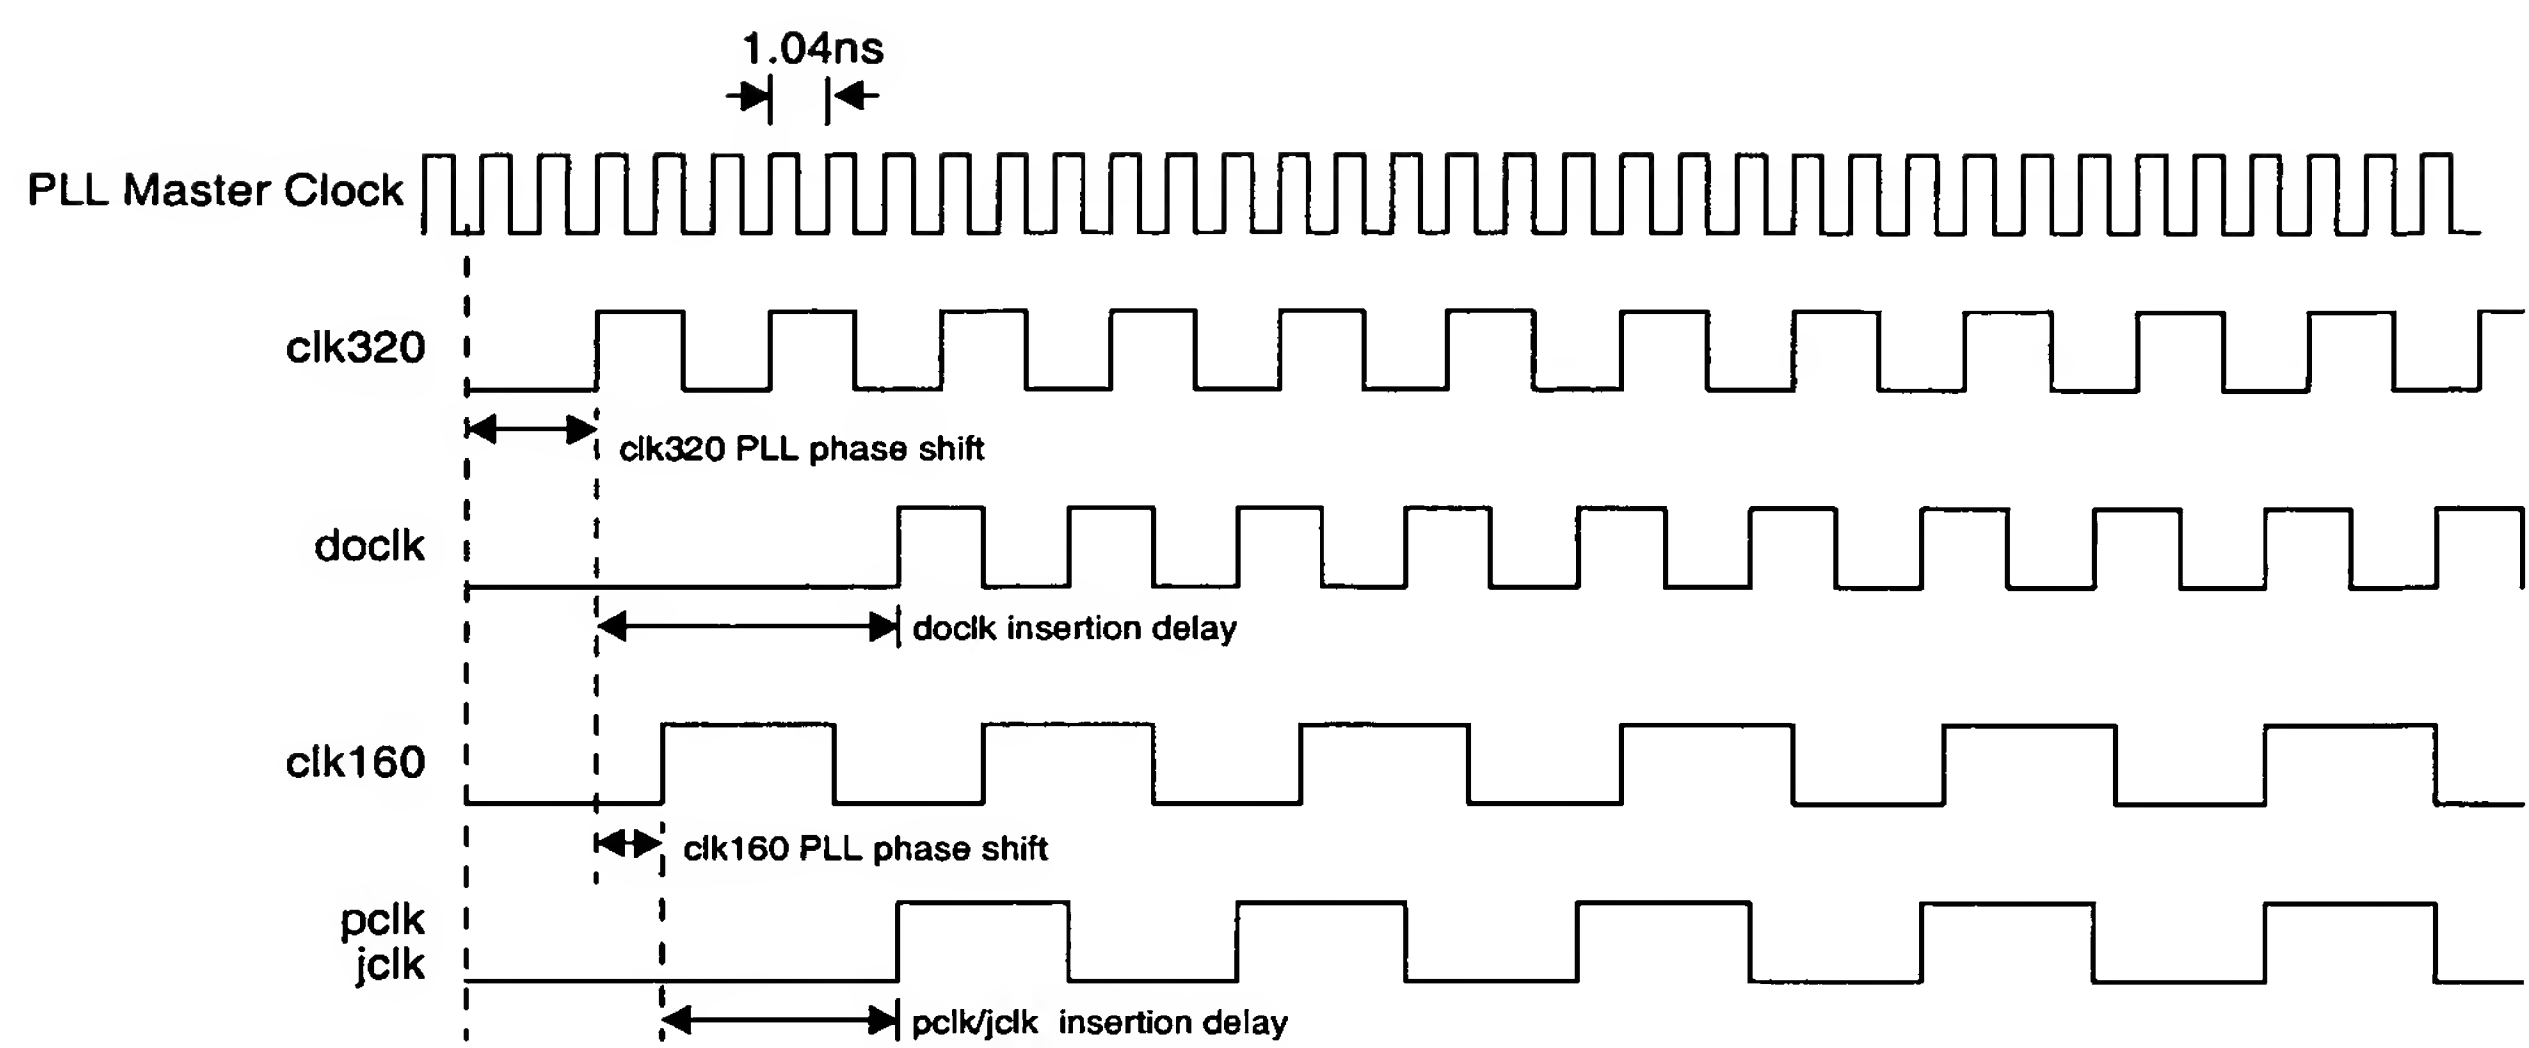 1.04ns
PLL Master Clock
clk320
clk320 PLL phase shift
doclk
doclk insertion delay
clk160
clk160 PLL phase shift
pclk
jclk
pclk/jclk insertion delay